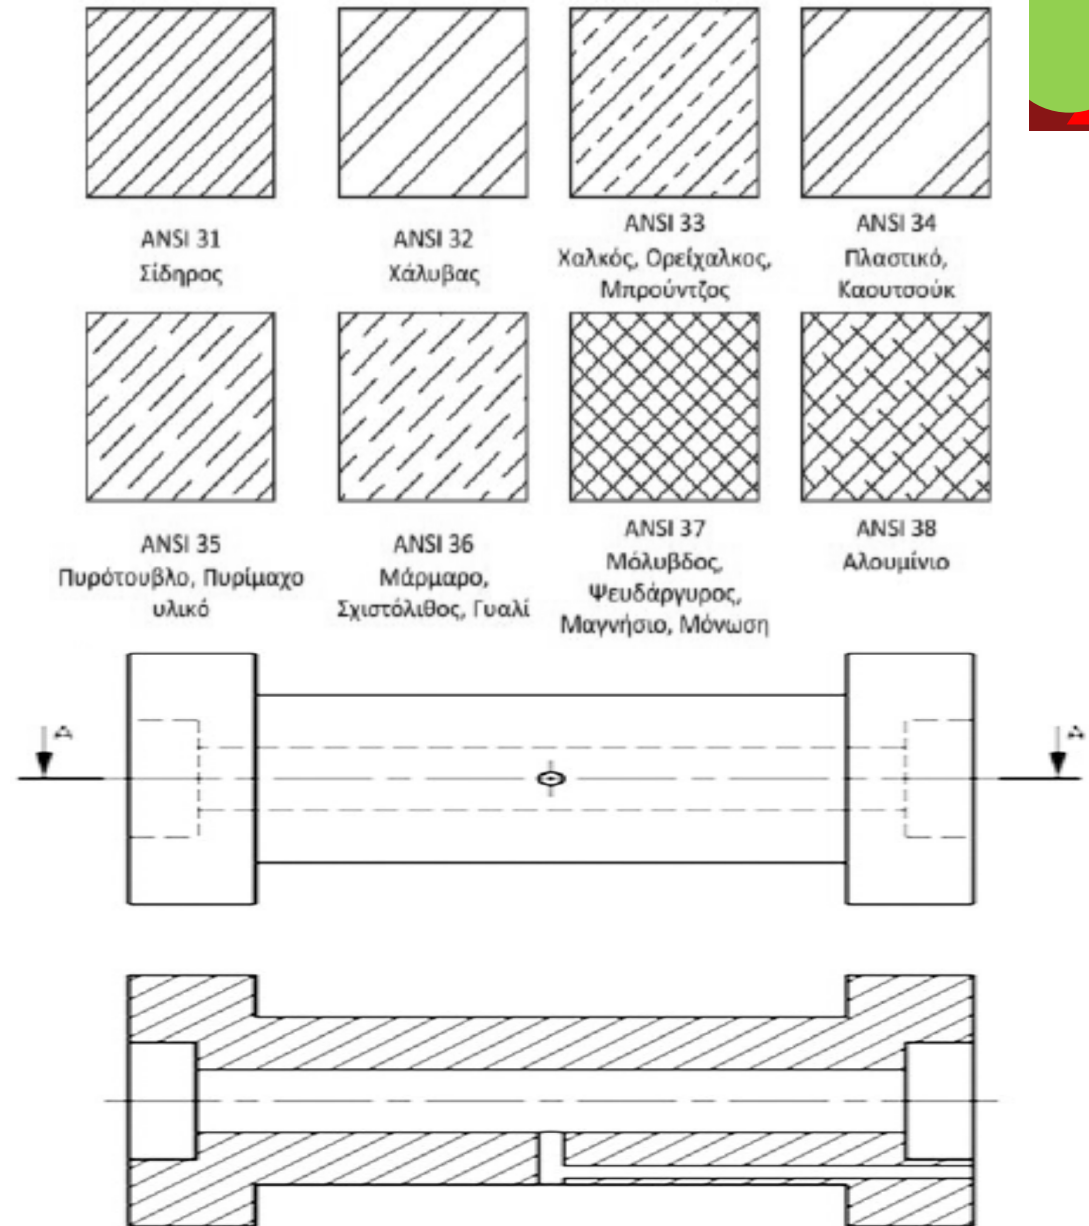 ANSI 31
Σίδηρος
ANSI 32
Χάλυβας
ANSI 33
Χαλκός, Ορείχαλκος,
Μπρούντζος
ANSI 34
Πλαστικό,
Καουτσούκ
ANSI 35
Πυρότουβλο, Πυρίμαχο
υλικό
ANSI 36
Μάρμαρο,
Σχιστόλιθος, Γυαλί
ANSI 37
Μόλυβδος,
Ψευδάργυρος,
Μαγνήσιο, Μόνωση
ANSI 38
Αλουμίνιο
A
A